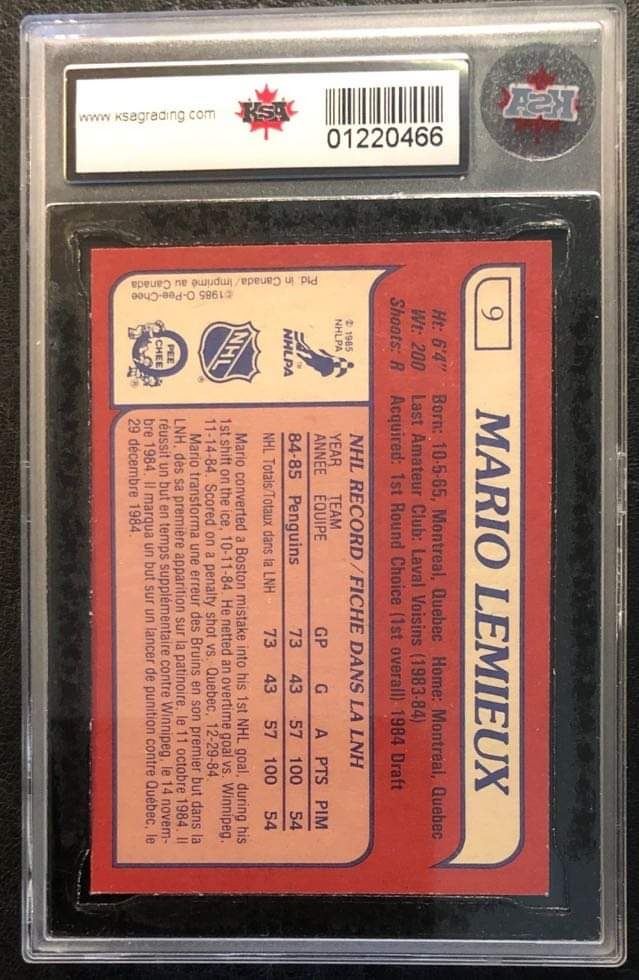 www.ksagrading.com
KSA
01220466
KSA
9
MARIO LEMIEUX
Ht: 6'4" Born: 10-5-65, Montreal, Quebec Home: Montreal, Quebec
Wt: 200 Last Amateur Club: Laval Voisins (1983-84)
Shoots: R Acquired: 1st Round Choice (1st overall) 1984 Draft
© 1985
NHLPA
NHLPA
NHL
®
O
PEE
CHEE
®
©1985 O-Pee-Chee
Ptd. in Canada/Imprimé au Canada
NHL RECORD/FICHE DANS LA LNH
YEAR TEAM GP G A PTS PIM
ANNÉE ÉQUIPE
84-85 Penguins 73 43 57 100 54
NHL Totals/Totaux dans la LNH 73 43 57 100 54
Mario converted a Boston mistake into his 1st NHL goal, during his
1st shift on the ice, 10-11-84. He netted an overtime goal vs. Winnipeg,
11-14-84. Scored on a penalty shot vs. Quebec, 12-29-84.
Mario transforma une erreur des Bruins en son premier but dans la
LNH, dès sa première apparition sur la patinoire, le 11 octobre 1984. Il
réussit un but en temps supplémentaire contre Winnipeg, le 14 novem-
bre 1984. Il marqua un but sur un lancer de punition contre Québec, le
29 décembre 1984.